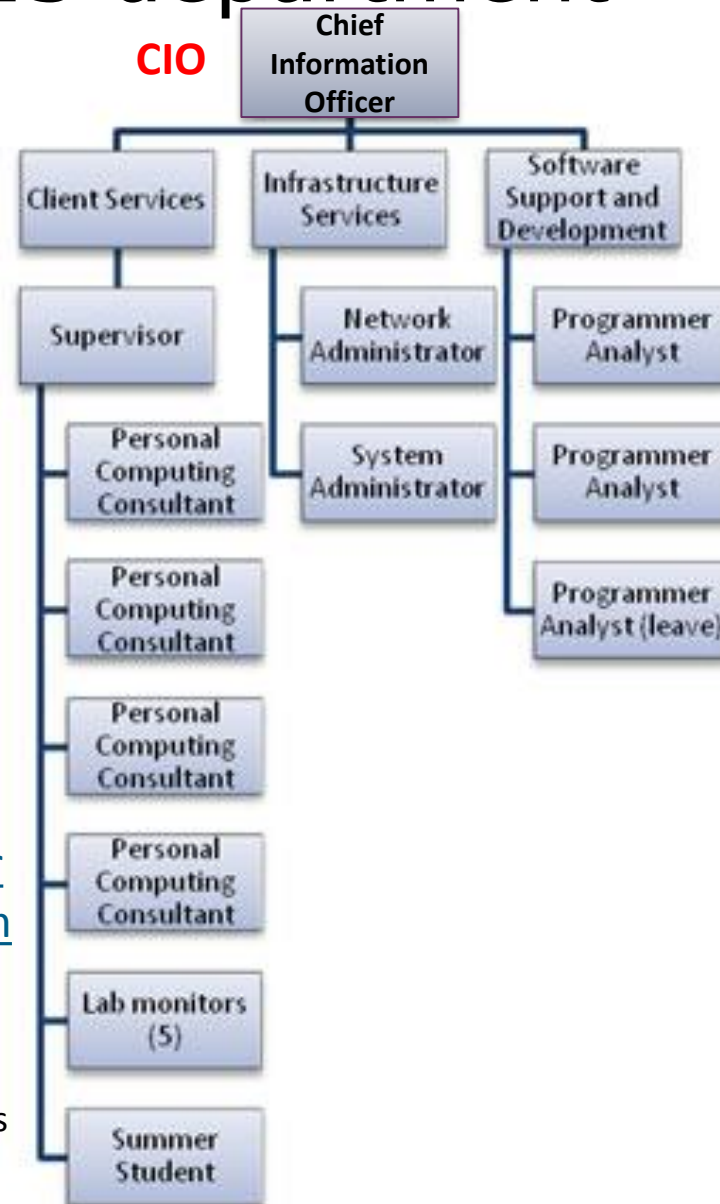 department
CIO
Chief
Information
Officer
Client Services
Infrastructure
Services
Software
Support and
Development
Supervisor
Network
Administrator
Programmer
Analyst
Personal
Computing
Consultant
System
Administrator
Programmer
Analyst
Personal
Computing
Consultant
Programmer
Analyst (leave)
Personal
Computing
Consultant
Personal
Computing
Consultant
Lab monitors
(5)
Summer
Student